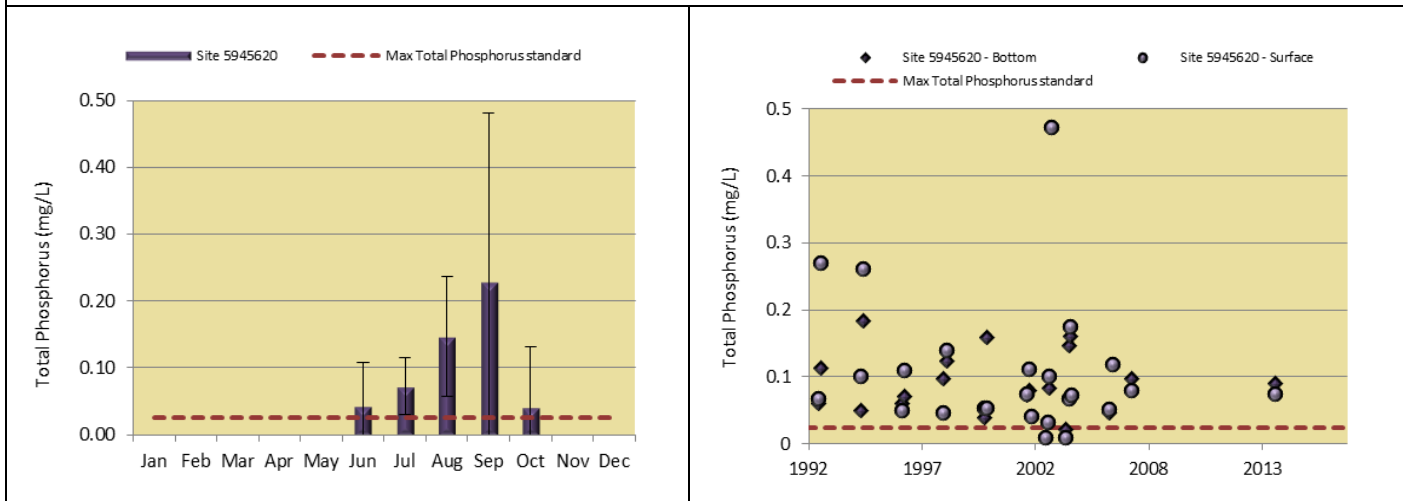 Site 5945620 Max Total Phosphorus standard
Total Phosphorus (mg/L)
0.50
0.40
0.30
0.20
0.10
0.00
Jan Feb Mar Apr May Jun Jul Aug Sep Oct Nov Dec
Site 5945620 - Bottom Site 5945620 - Surface
Max Total Phosphorus standard
Total Phosphorus (mg/L)
0.5
0.4
0.3
0.2
0.1
0
1992 1997 2002 2008 2013